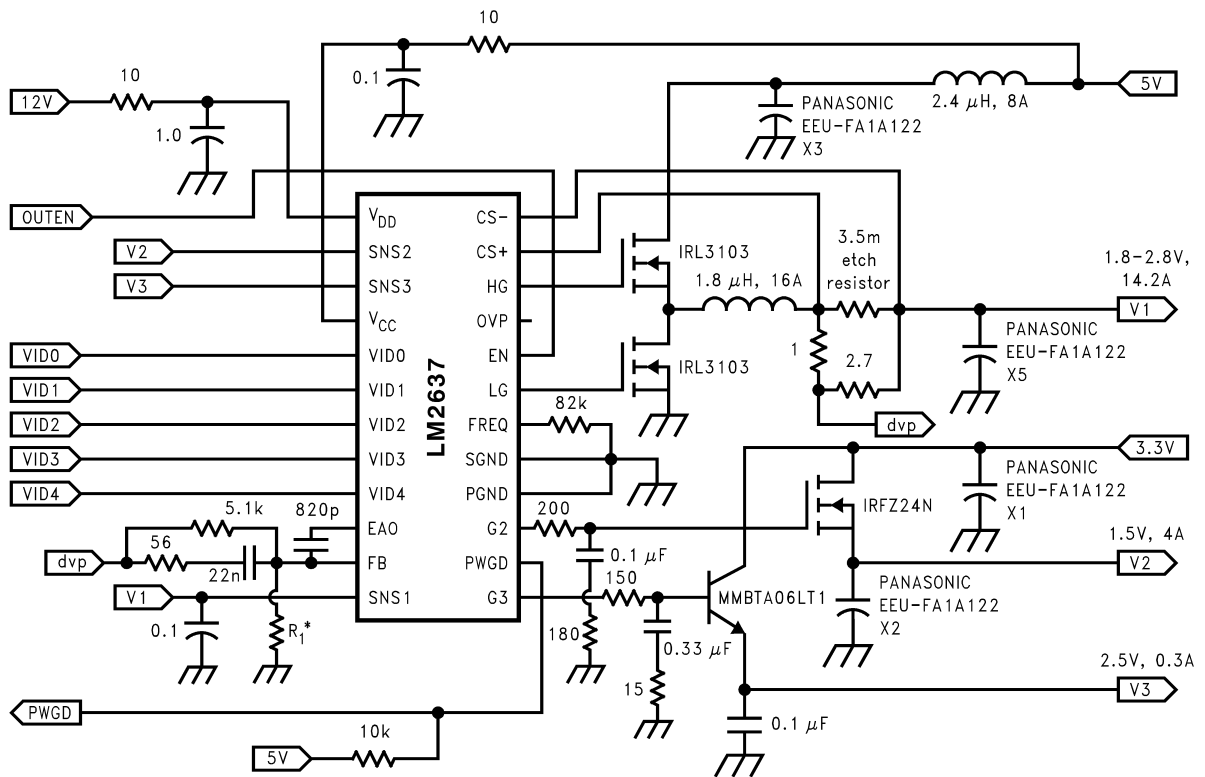 10
0.1
10
12V
1.0
5V
2.4 μH, 8A
PANASONIC
EEU-FA1A122
X3
OUTEN
V2
V3
VID0
VID1
VID2
VID3
VID4
VDD
SNS2
SNS3
VCC
VID0
VID1
VID2
VID3
VID4
EAO
FB
SNS1
LM2637
CS-
CS+
HG
OVP
EN
LG
FREQ
SGND
PGND
G2
PWGD
G3
IRL3103
1.8 μH, 16A
IRL3103
3.5m
etch
resistor
1
2.7
dvp
1.8-2.8V,
14.2A
V1
PANASONIC
EEU-FA1A122
X5
82k
3.3V
PANASONIC
EEU-FA1A122
X1
IRFZ24N
200
0.1 μF
180
150
0.33 μF
15
MMBTA06LT1
1.5V, 4A
V2
PANASONIC
EEU-FA1A122
X2
2.5V, 0.3A
V3
0.1 μF
5.1k
820p
dvp
56
22n
V1
0.1
R1*
PWGD
10k
5V